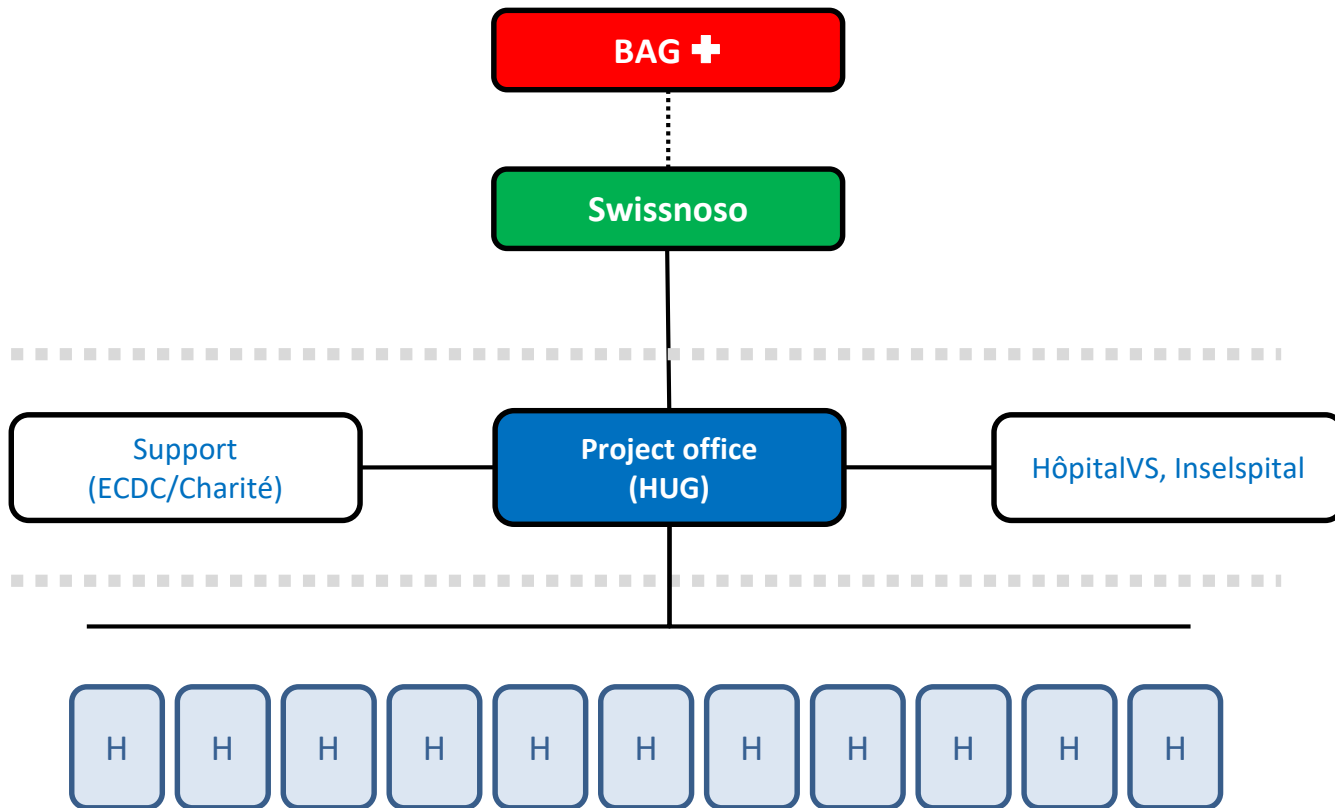 BAG
Swissnoso
Support
(ECDC/Charité)
Project office
(HUG)
HôpitalVS, Inselspital
H H H H H H H H H H H